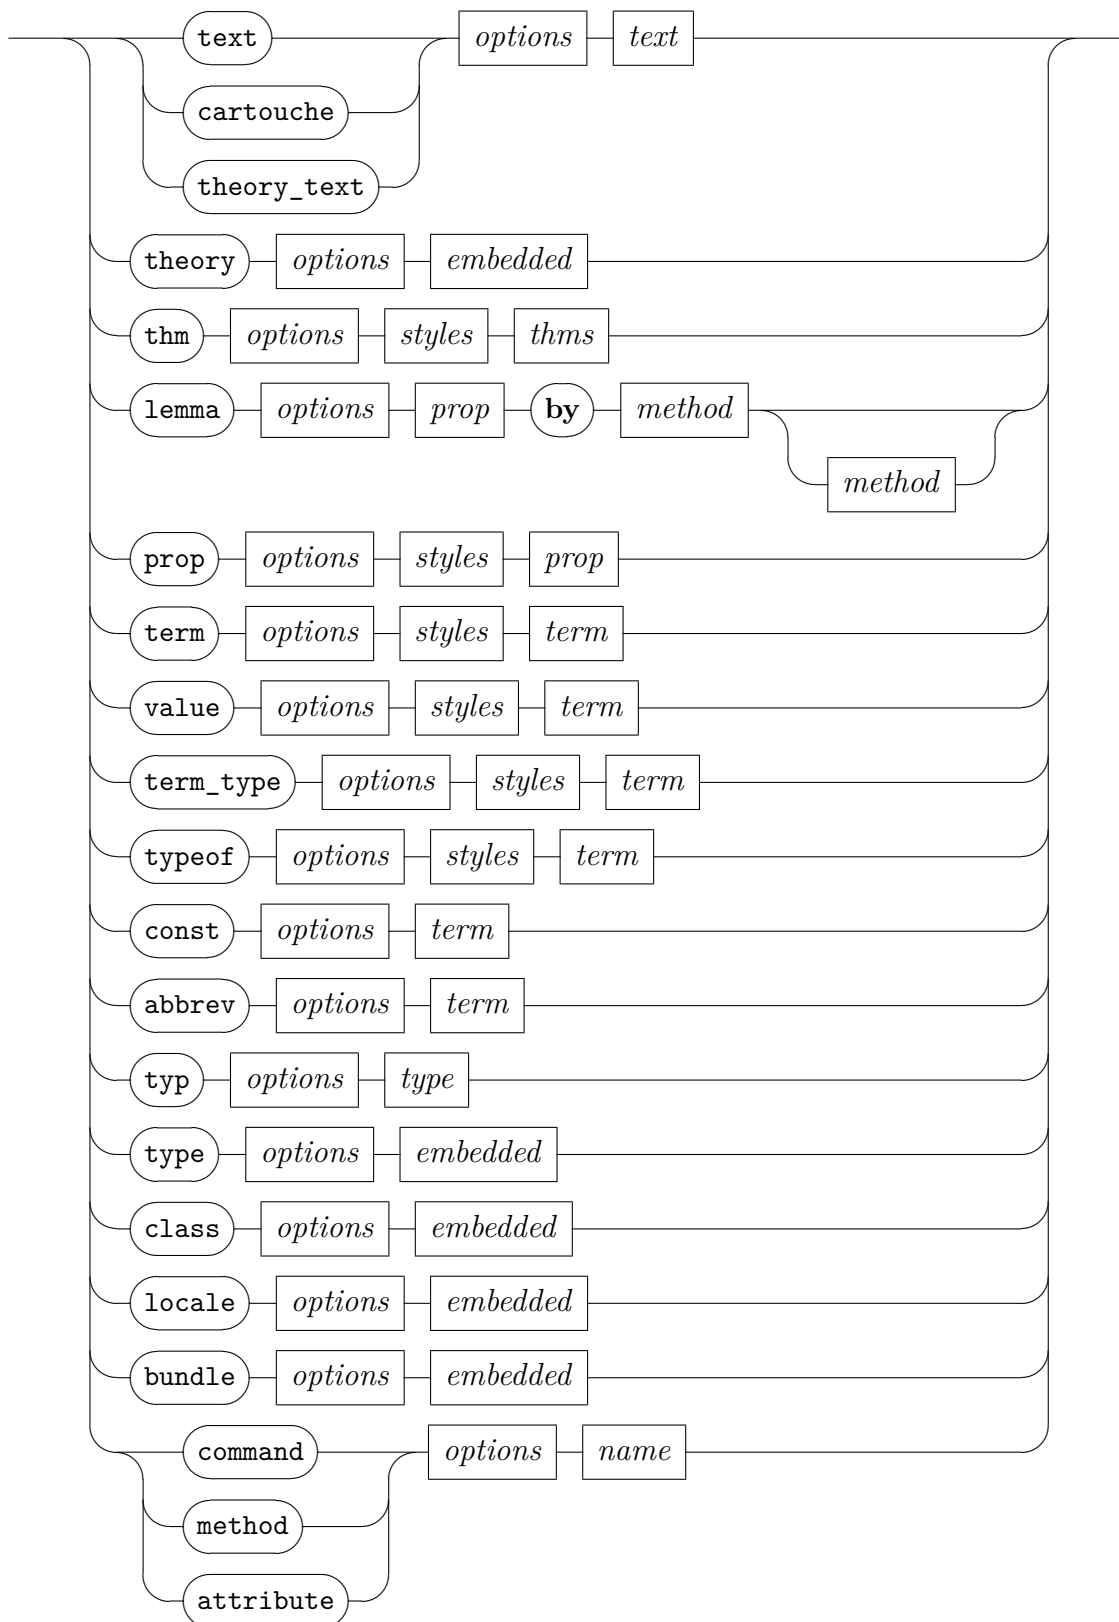 text options text
cartouche
theory_text
theory options embedded
thm options styles thms
lemma options prop by method
method
prop options styles prop
term options styles term
value options styles term
term_type options styles term
typeof options styles term
const options term
abbrev options term
typ options type
type options embedded
class options embedded
locale options embedded
bundle options embedded
command options name
method
attribute